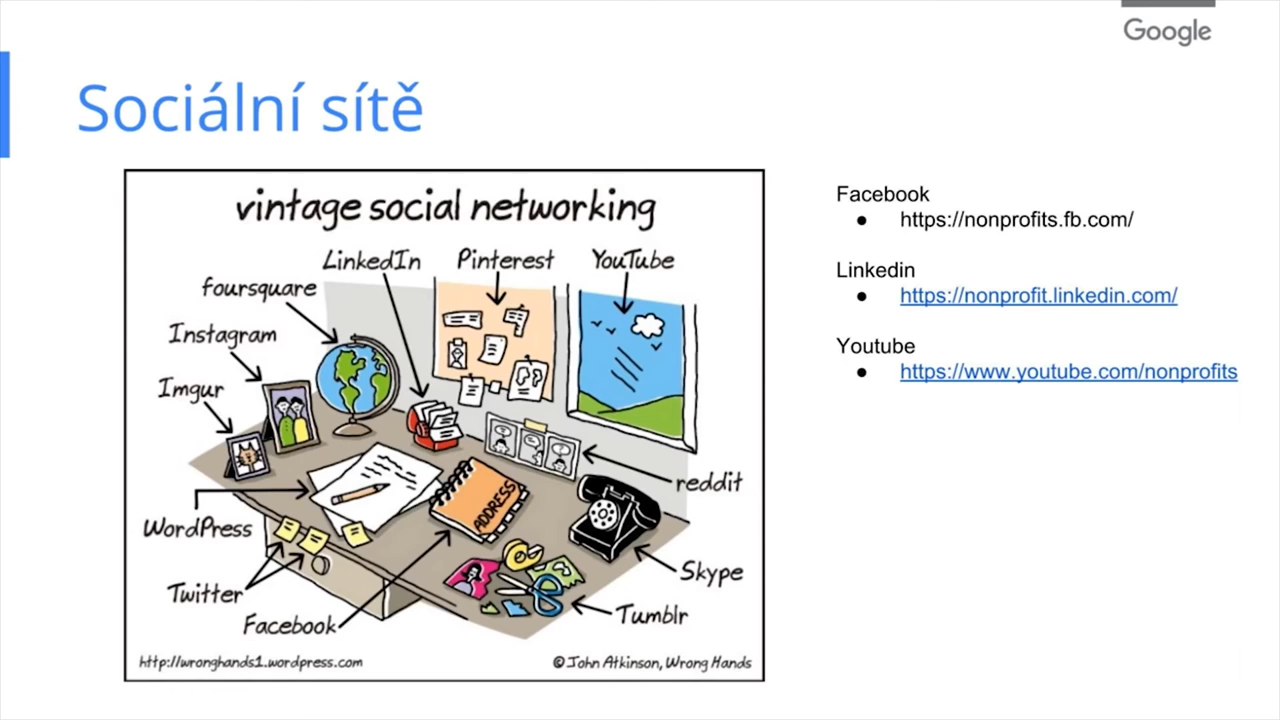 Google
Sociální sítě
vintage social networking
LinkedIn
Pinterest
YouTube
foursquare
Instagram
Imgur
reddit
ADDRESS
WordPress
Skype
Twitter
Tumblr
Facebook
http://wronghands1.wordpress.com
© John Atkinson, Wrong Hands
Facebook
● https://nonprofits.fb.com/
Linkedin
● https://nonprofit.linkedin.com/
Youtube
● https://www.youtube.com/nonprofits